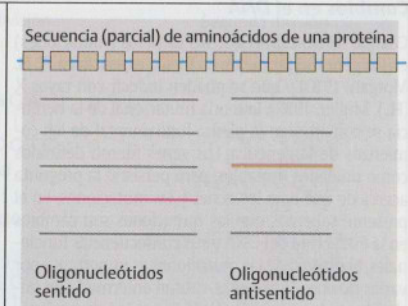 Secuencia (parcial) de aminoácidos de una proteína
Oligonucleótidos
sentido
Oligonucleótidos
antisentido